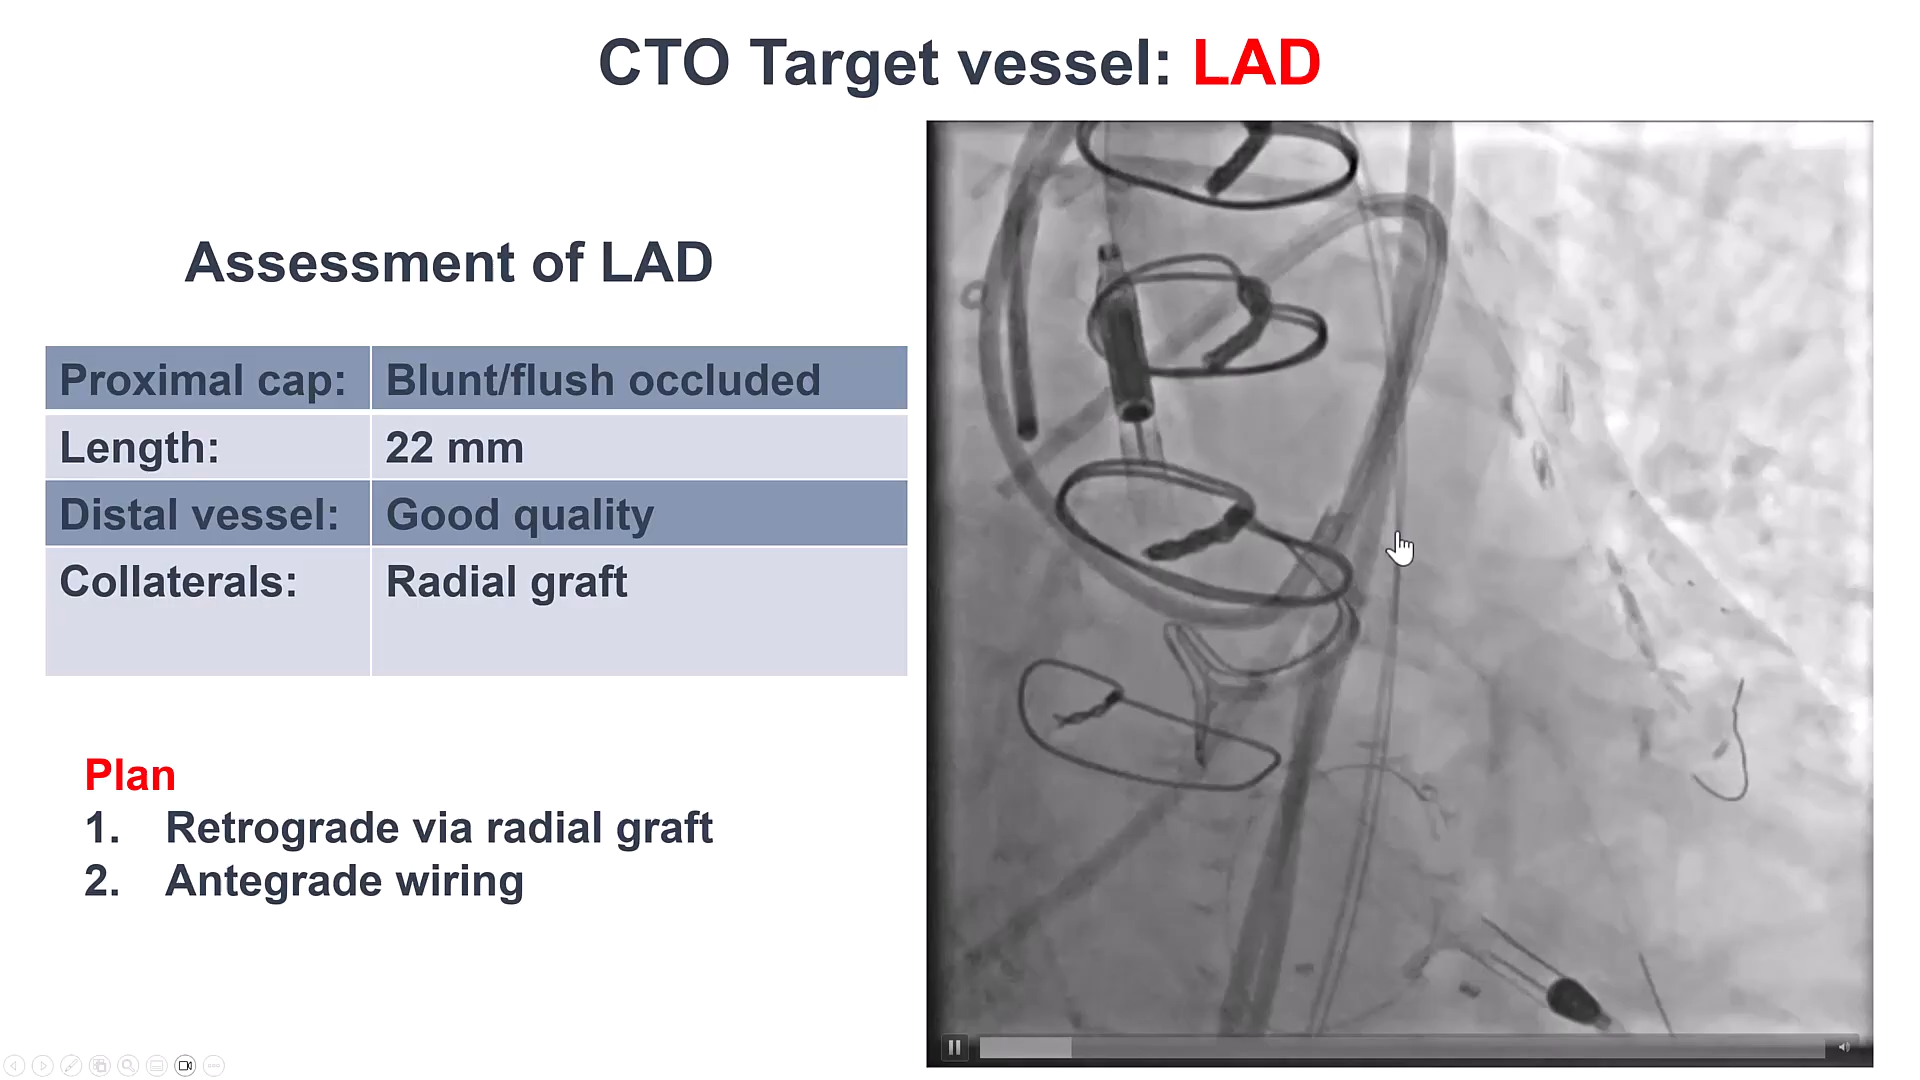 CTO Target vessel: LAD
Assessment of LAD
Proximal cap: Blunt/flush occluded
Length: 22 mm
Distal vessel: Good quality
Collaterals: Radial graft
Plan
1. Retrograde via radial graft
2. Antegrade wiring